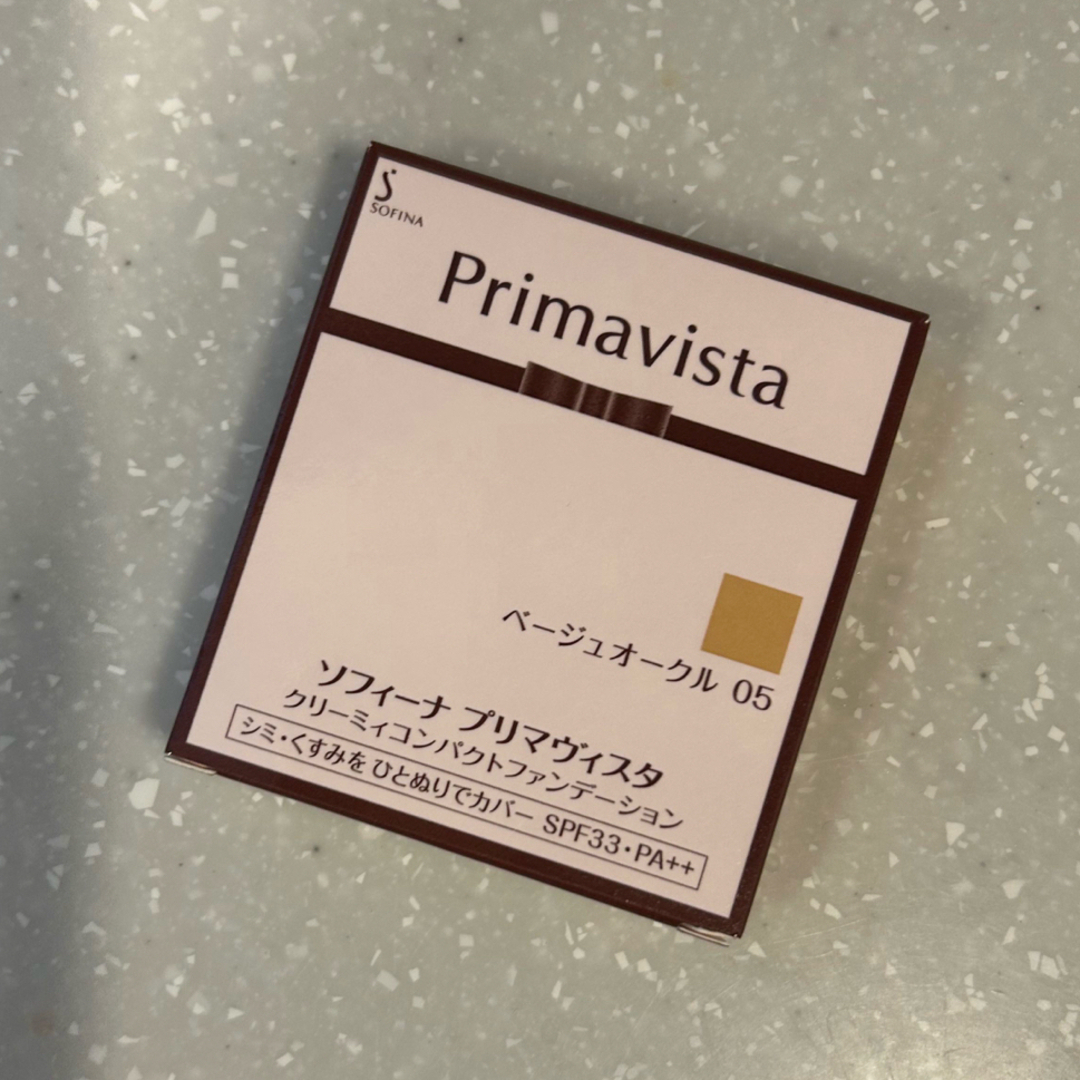 SOFINA
Primavista
ベージュオークル 05
ソフィーナ プリマヴィスタ
クリーミィコンパクトファンデーション
シミ・くすみを ひとぬりでカバー SPF33・PA++